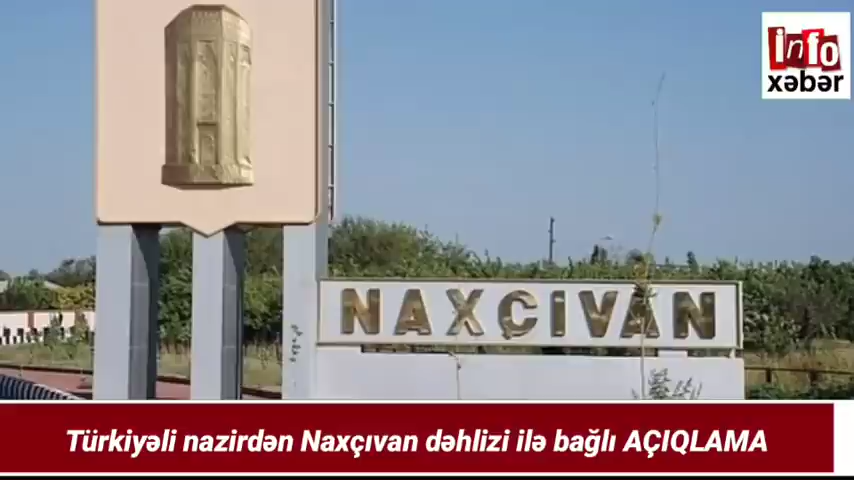 info
xəbər
NAXÇIVAN
Türkiyəli nazirdən Naxçıvan dəhlizi ilə bağlı AÇIQLAMA